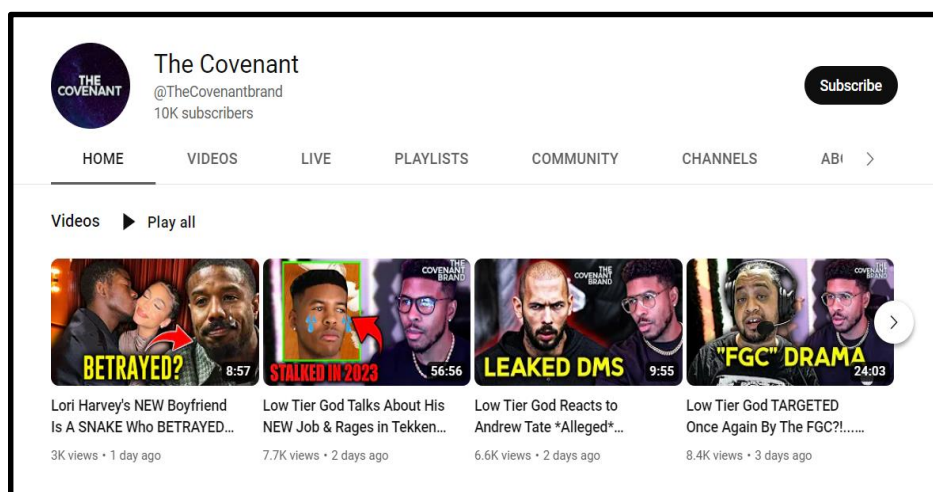 THE
COVENANT
The Covenant
@TheCovenantbrand
10K subscribers
Subscribe
HOME VIDEOS LIVE PLAYLISTS COMMUNITY CHANNELS AB
Videos Play all
BETRAYED?
8:57
THE
COVENANT
BRAND
STALKED IN 2023
56:56
THE
COVENANT
BRAND
LEAKED DMS
9:55
THE
COVENANT
BRAND
"FGC" DRAMA
24:03
Lori Harvey's NEW Boyfriend
Is A SNAKE Who BETRAYED...
3K views • 1 day ago
Low Tier God Talks About His
NEW Job & Rages in Tekken...
7.7K views • 2 days ago
Low Tier God Reacts to
Andrew Tate *Alleged*...
6.6K views • 2 days ago
Low Tier God TARGETED
Once Again By The FGC?!......
8.4K views • 3 days ago